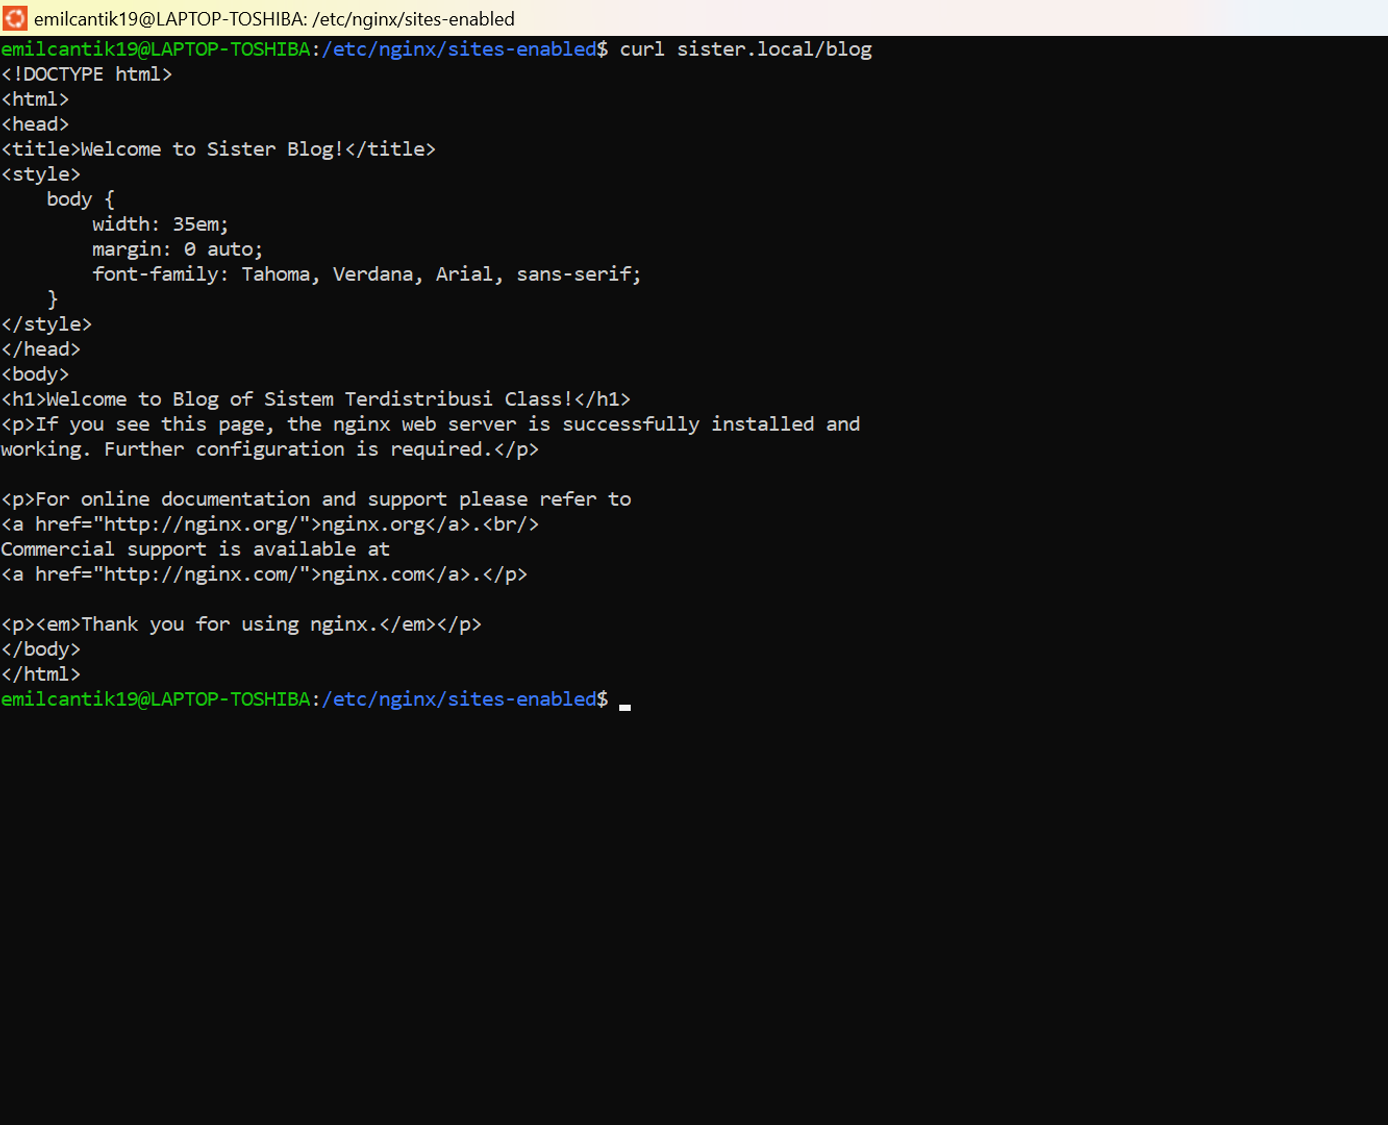 emilcantik19@LAPTOP-TOSHIBA: /etc/nginx/sites-enabled
emilcantik19@LAPTOP-TOSHIBA:/etc/nginx/sites-enabled$ curl sister.local/blog
<!DOCTYPE html>
<html>
<head>
<title>Welcome to Sister Blog!</title>
<style>
    body {
        width: 35em;
        margin: 0 auto;
        font-family: Tahoma, Verdana, Arial, sans-serif;
    }
</style>
</head>
<body>
<h1>Welcome to Blog of Sistem Terdistribusi Class!</h1>
<p>If you see this page, the nginx web server is successfully installed and
working. Further configuration is required.</p>

<p>For online documentation and support please refer to
<a href="http://nginx.org/">nginx.org</a>.<br/>
Commercial support is available at
<a href="http://nginx.com/">nginx.com</a>.</p>

<p><em>Thank you for using nginx.</em></p>
</body>
</html>
emilcantik19@LAPTOP-TOSHIBA:/etc/nginx/sites-enabled$